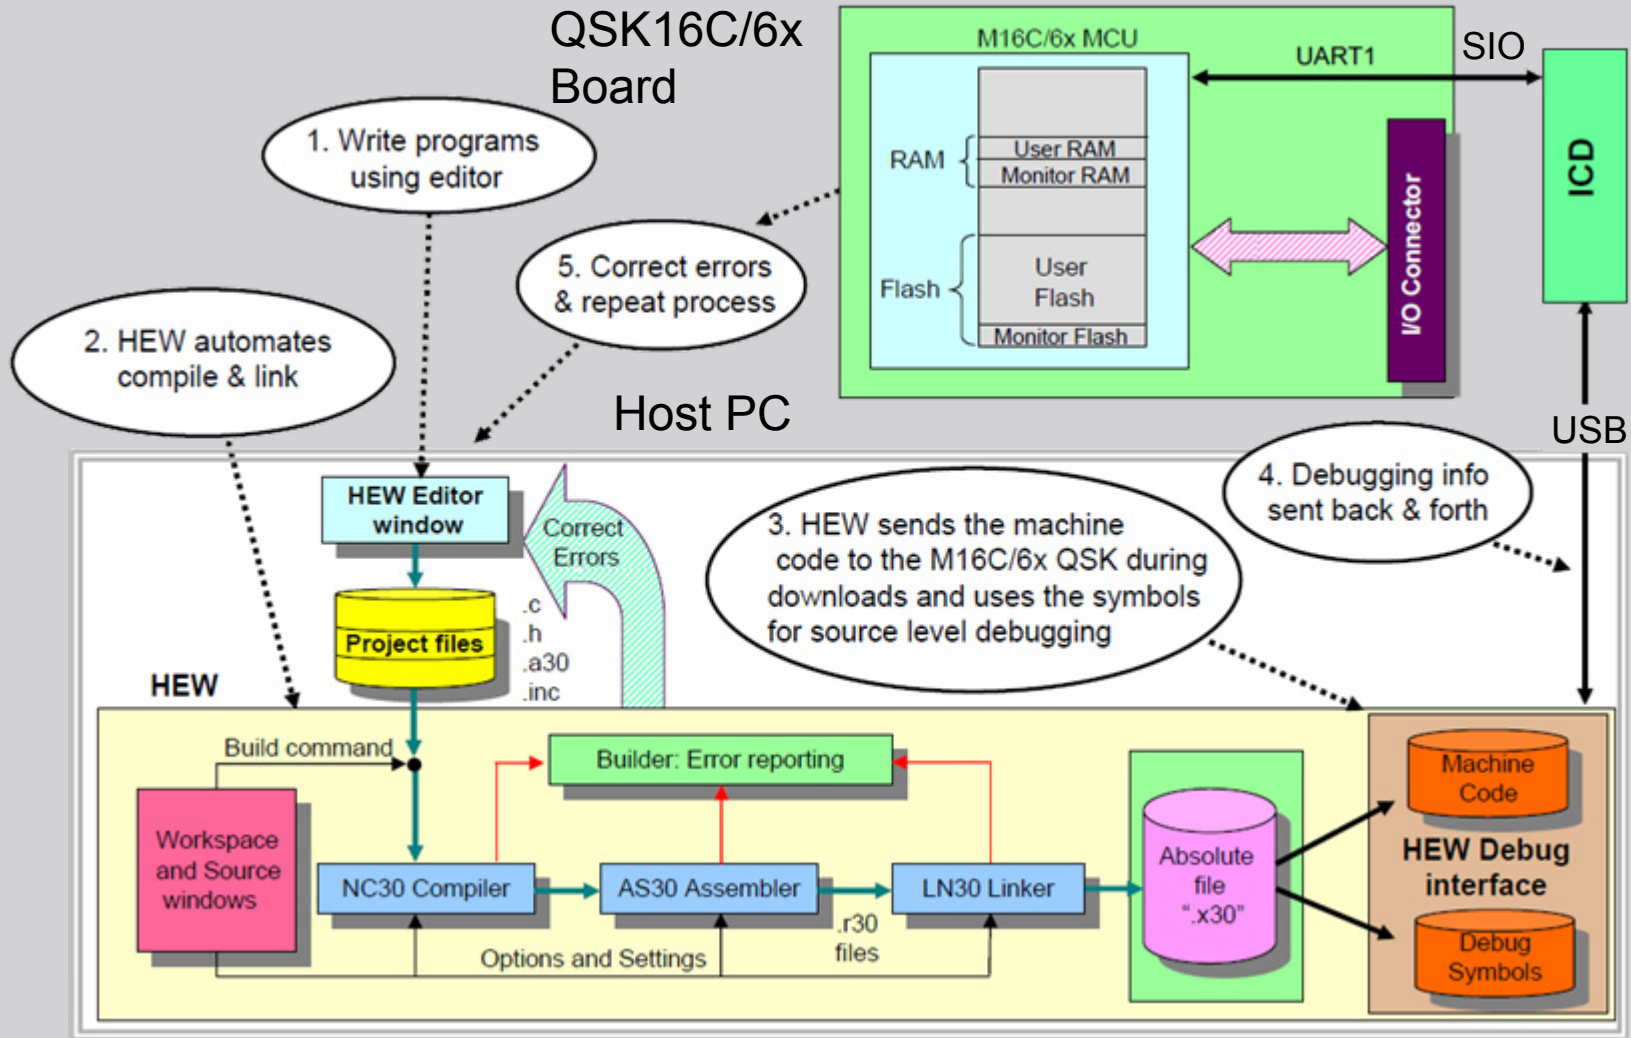 QSK16C/6x
Board
M16C/6x MCU
UART1
SIO
RAM
User RAM
Monitor RAM
Flash
User
Flash
Monitor Flash
I/O Connector
ICD
1. Write programs
using editor
5. Correct errors
& repeat process
2. HEW automates
compile & link
Host PC
USB
4. Debugging info
sent back & forth
3. HEW sends the machine
code to the M16C/6x QSK during
downloads and uses the symbols
for source level debugging
HEW Editor
window
Correct
Errors
Project files
.c
.h
.a30
.inc
HEW
Build command
Builder: Error reporting
Workspace
and Source
windows
NC30 Compiler
AS30 Assembler
LN30 Linker
.r30
files
Options and Settings
Absolute
file
“.x30”
Machine
Code
HEW Debug
interface
Debug
Symbols